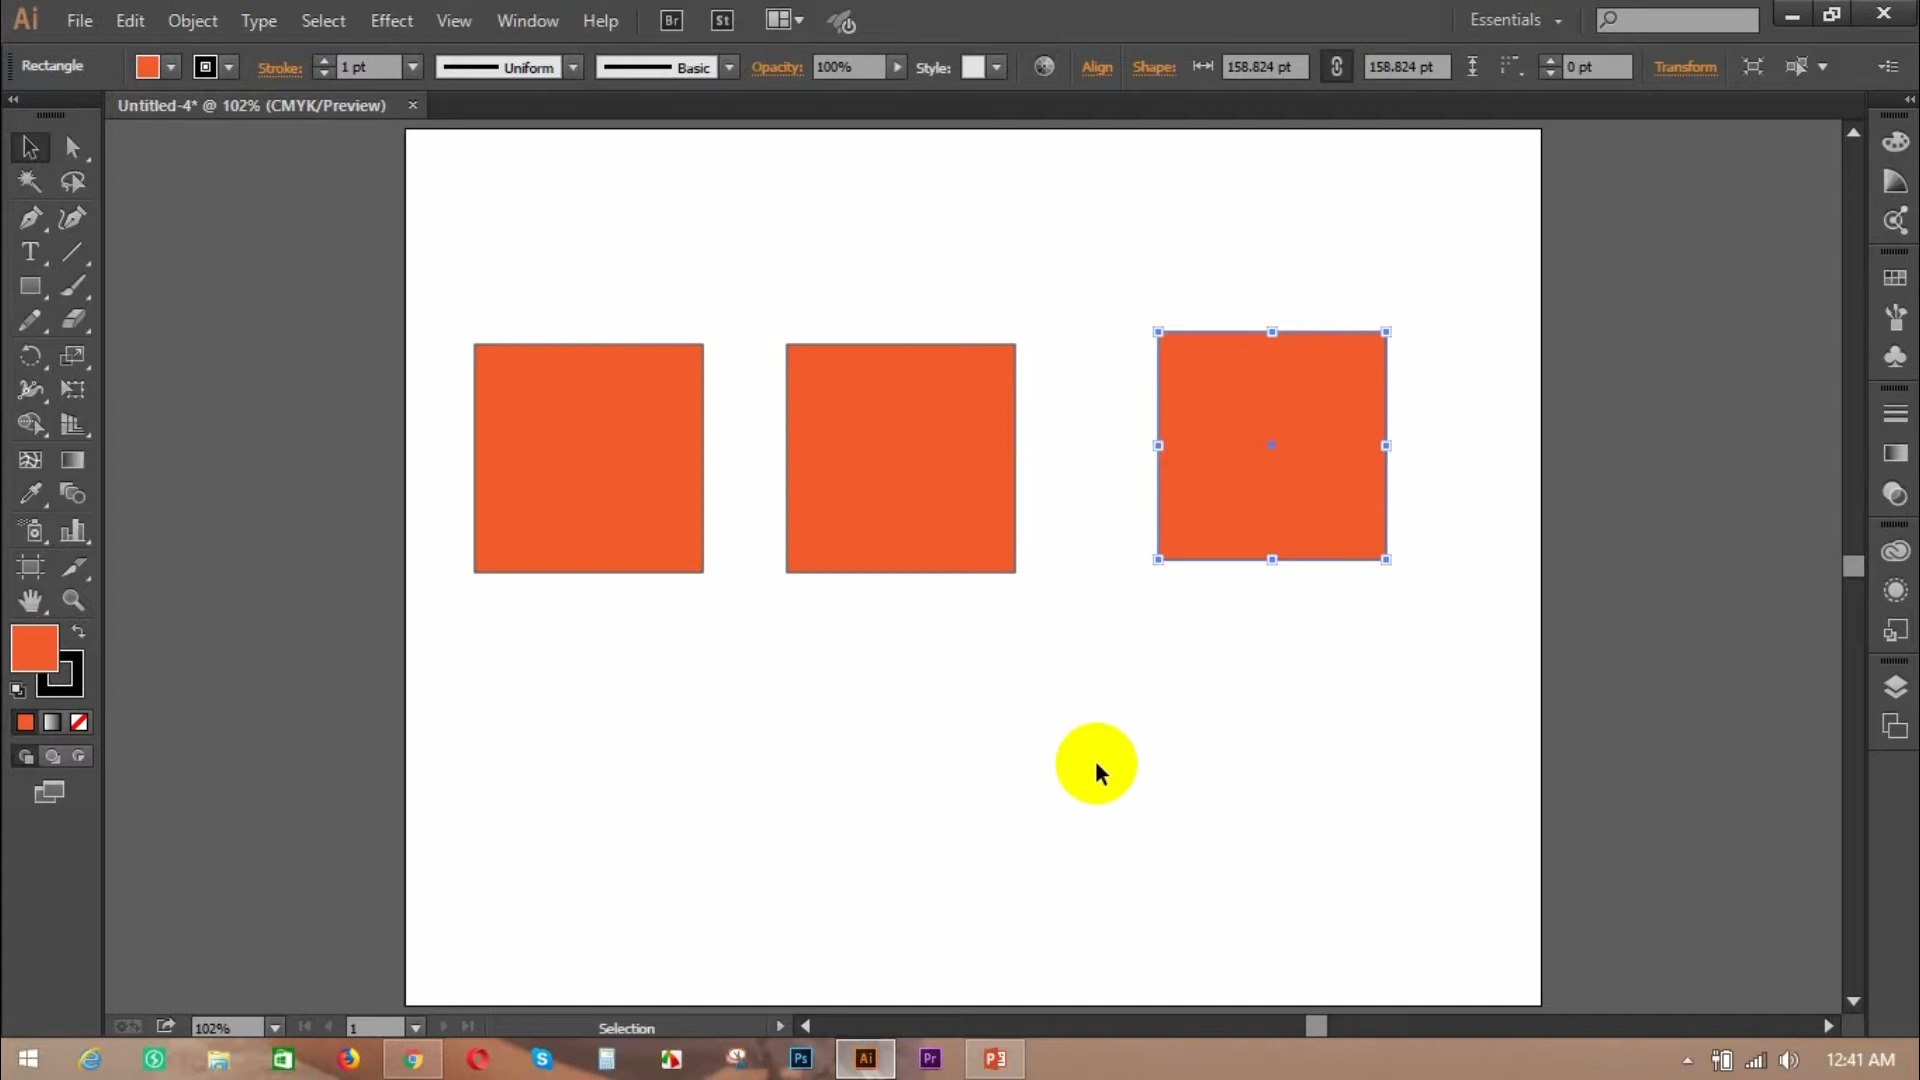 Ai File Edit Object Type Select Effect View Window Help Br St Essentials
Rectangle Stroke: 1 pt Uniform Basic Opacity: 100% Style: Align Shape: 158.824 pt 158.824 pt 0 pt Transform
Untitled-4* @ 102% (CMYK/Preview) ×
T
102% 1 Selection
S Ps Ai Pr P 12:41 AM